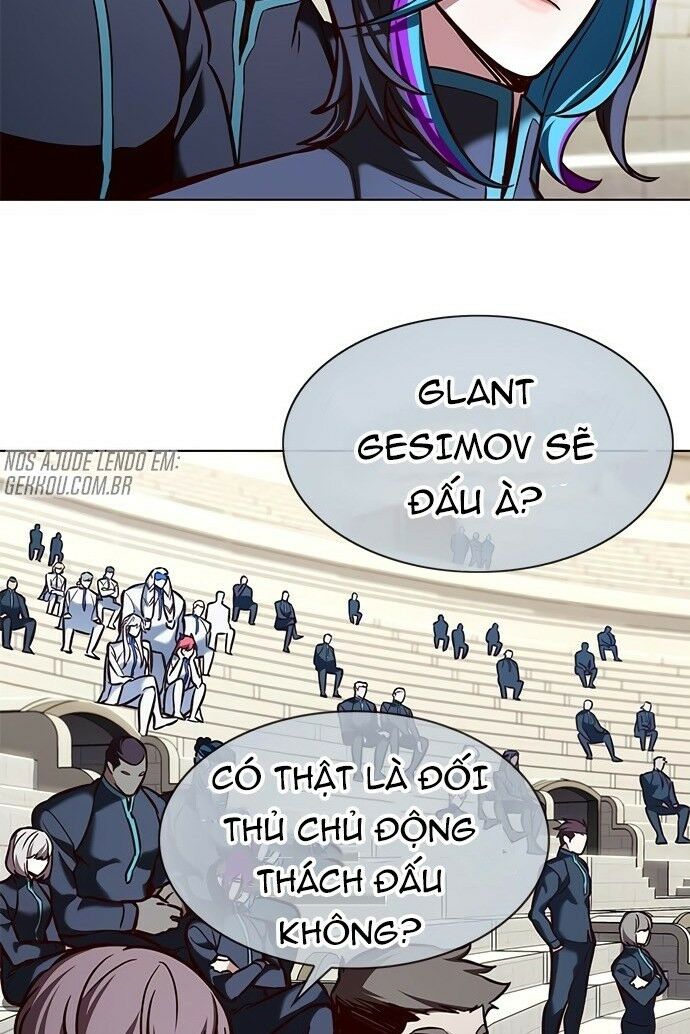 GLANT
GESIMOV SẼ
ĐẤU À?
NOS AJUDE LENDO EM:
GEKKOU.COM.BR
CÓ THẬT LÀ ĐỐI
THỦ CHỦ ĐỘNG
THÁCH ĐẤU
KHÔNG?